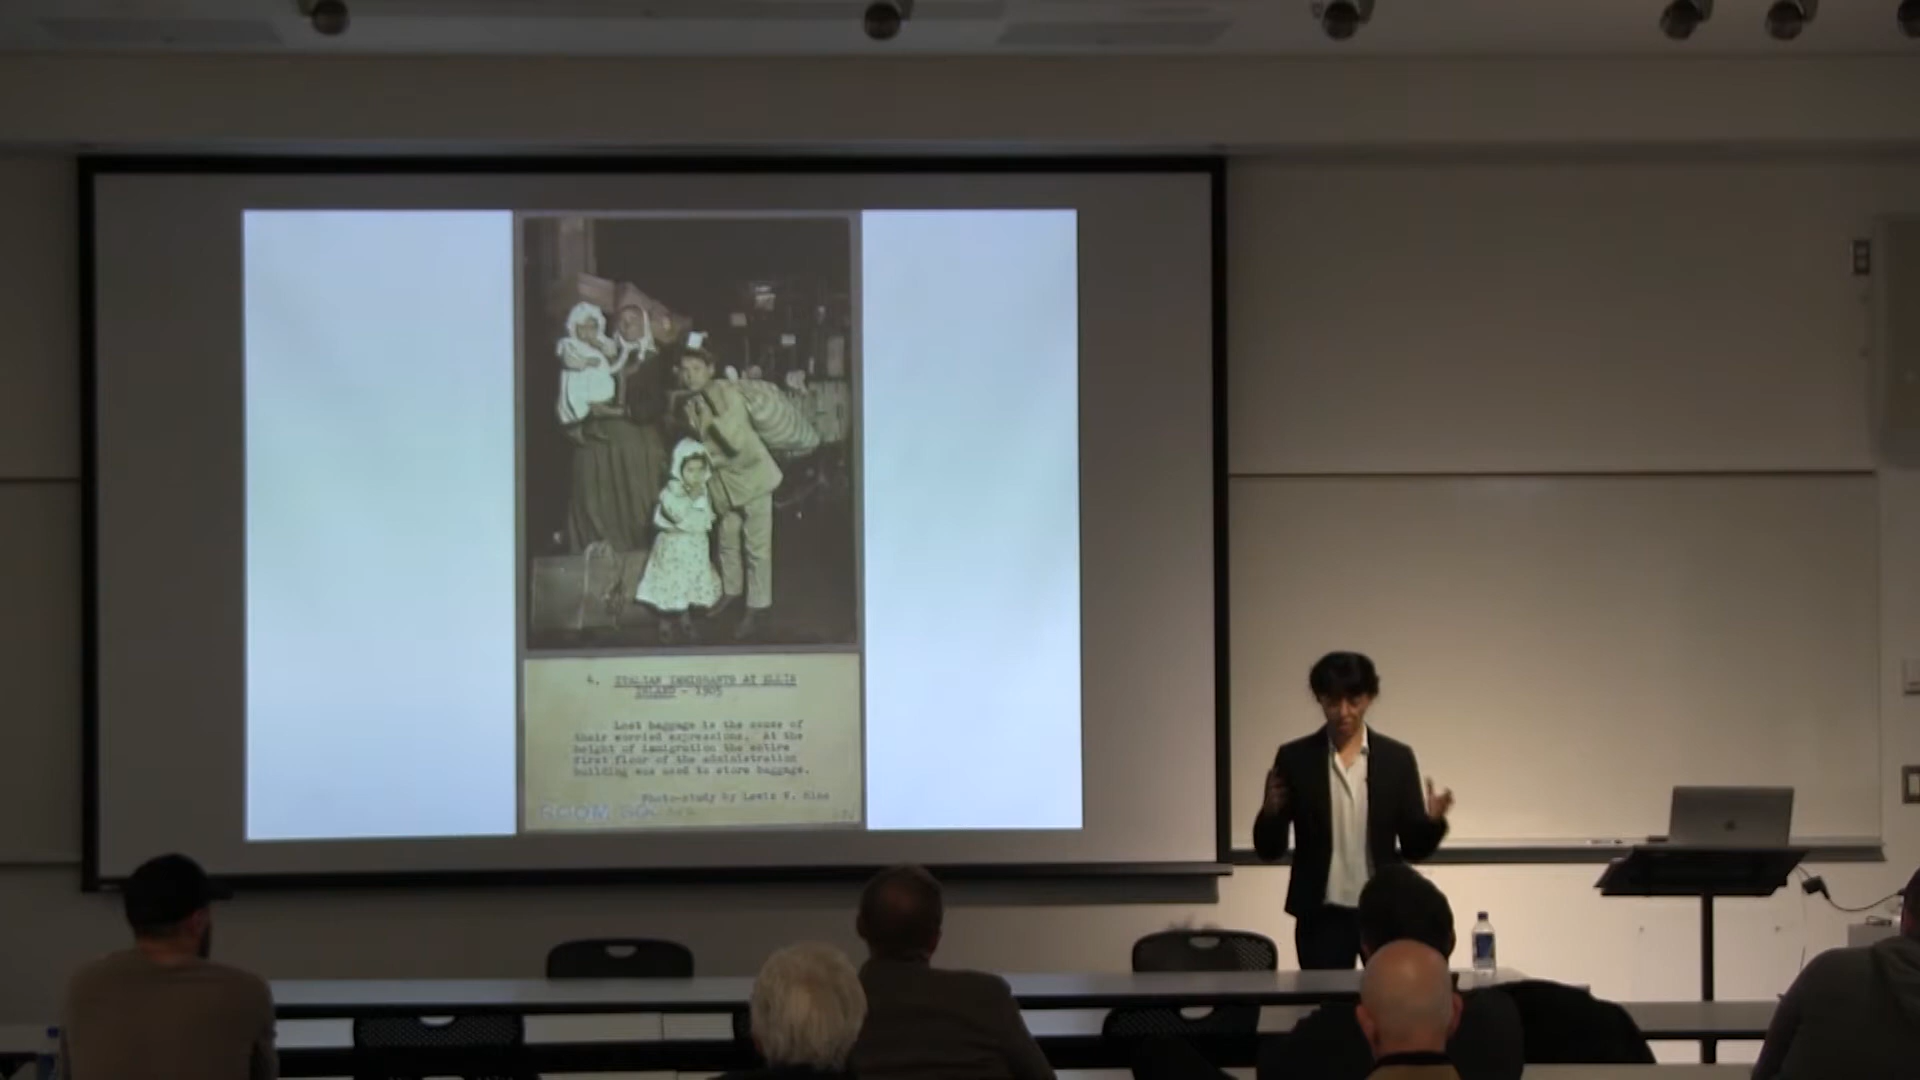 4. ITALIAN IMMIGRANTS AT ELLIS
ISLAND - 1905
Lost baggage is the cause of
their worried expressions. At the
height of immigration the entire
first floor of the administration
building was used to store baggage.
Photo-study by Lewis W. Hine
ROOM